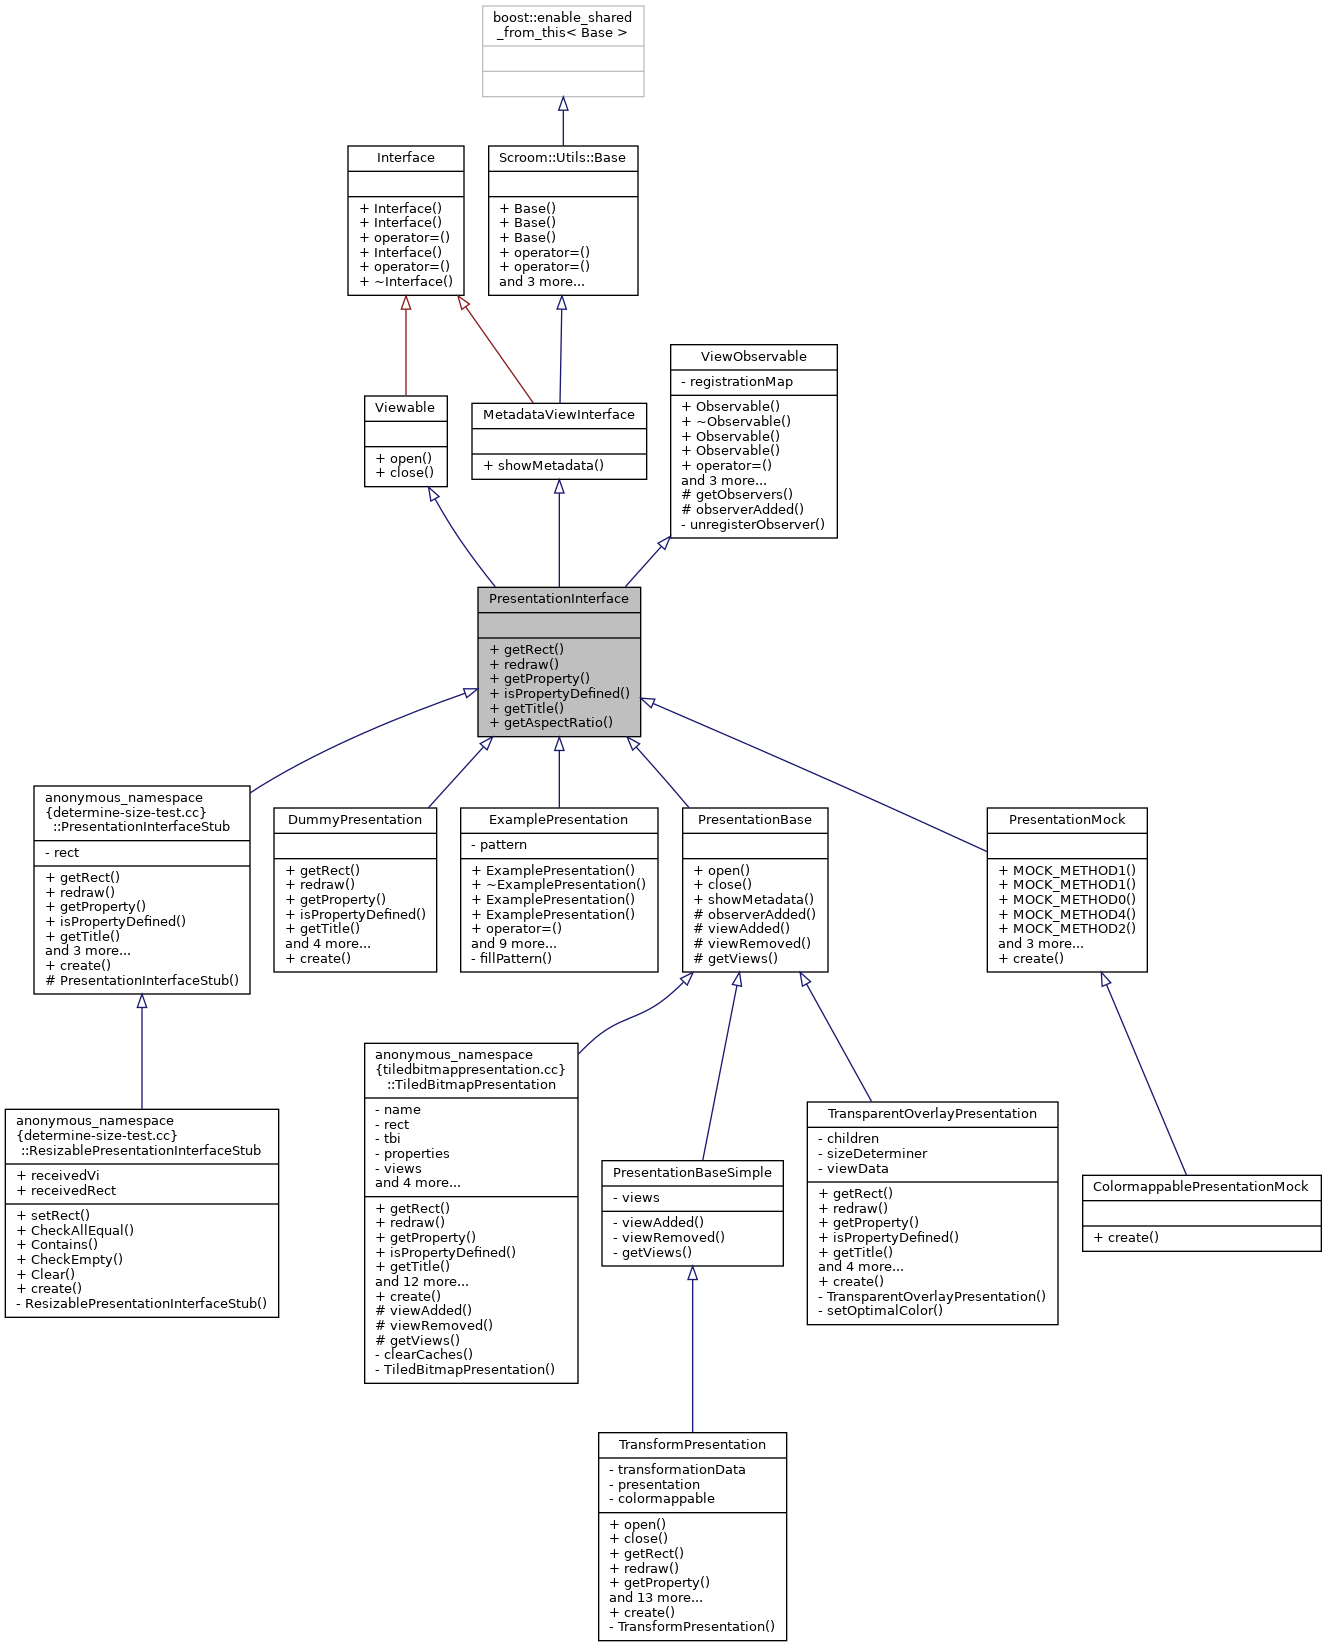 boost::enable_shared
_from_this< Base >
Interface
+ Interface()
+ Interface()
+ operator=()
+ Interface()
+ operator=()
+ ~Interface()
Scroom::Utils::Base
+ Base()
+ Base()
+ Base()
+ operator=()
+ operator=()
and 3 more...
ViewObservable
- registrationMap
+ Observable()
+ ~Observable()
+ Observable()
+ Observable()
+ operator=()
and 3 more...
# getObservers()
# observerAdded()
- unregisterObserver()
Viewable
+ open()
+ close()
MetadataViewInterface
+ showMetadata()
PresentationInterface
+ getRect()
+ redraw()
+ getProperty()
+ isPropertyDefined()
+ getTitle()
+ getAspectRatio()
anonymous_namespace
{determine-size-test.cc}
::PresentationInterfaceStub
- rect
+ getRect()
+ redraw()
+ getProperty()
+ isPropertyDefined()
+ getTitle()
and 3 more...
+ create()
# PresentationInterfaceStub()
DummyPresentation
+ getRect()
+ redraw()
+ getProperty()
+ isPropertyDefined()
+ getTitle()
and 4 more...
+ create()
ExamplePresentation
- pattern
+ ExamplePresentation()
+ ~ExamplePresentation()
+ ExamplePresentation()
+ ExamplePresentation()
+ operator=()
and 9 more...
- fillPattern()
PresentationBase
+ open()
+ close()
+ showMetadata()
# observerAdded()
# viewAdded()
# viewRemoved()
# getViews()
PresentationMock
+ MOCK_METHOD1()
+ MOCK_METHOD1()
+ MOCK_METHOD0()
+ MOCK_METHOD4()
+ MOCK_METHOD2()
and 3 more...
+ create()
anonymous_namespace
{determine-size-test.cc}
::ResizablePresentationInterfaceStub
+ receivedVi
+ receivedRect
+ setRect()
+ CheckAllEqual()
+ Contains()
+ CheckEmpty()
+ Clear()
+ create()
- ResizablePresentationInterfaceStub()
anonymous_namespace
{tiledbitmappresentation.cc}
::TiledBitmapPresentation
- name
- rect
- tbi
- properties
- views
and 4 more...
+ getRect()
+ redraw()
+ getProperty()
+ isPropertyDefined()
+ getTitle()
and 12 more...
+ create()
# viewAdded()
# viewRemoved()
# getViews()
- clearCaches()
- TiledBitmapPresentation()
PresentationBaseSimple
- views
- viewAdded()
- viewRemoved()
- getViews()
TransparentOverlayPresentation
- children
- sizeDeterminer
- viewData
+ getRect()
+ redraw()
+ getProperty()
+ isPropertyDefined()
+ getTitle()
and 4 more...
+ create()
- TransparentOverlayPresentation()
- setOptimalColor()
ColormappablePresentationMock
+ create()
TransformPresentation
- transformationData
- presentation
- colormappable
+ open()
+ close()
+ getRect()
+ redraw()
+ getProperty()
and 13 more...
+ create()
- TransformPresentation()